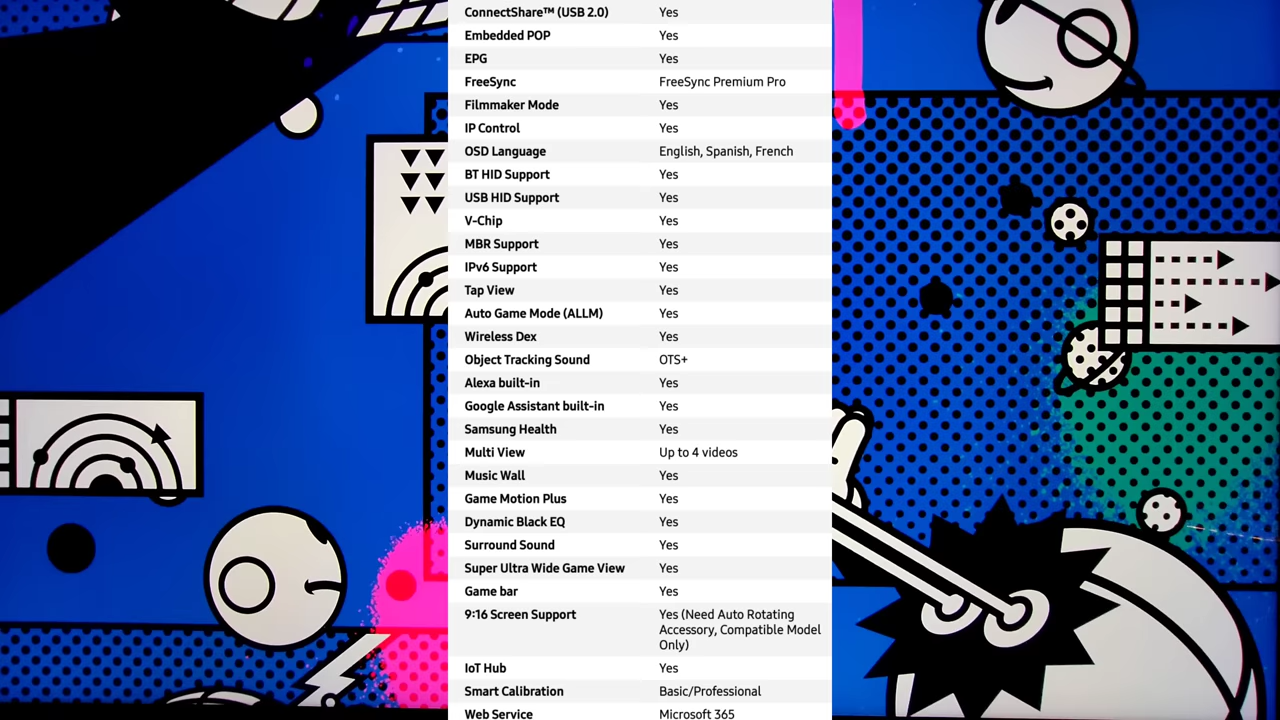 ConnectShare™ (USB 2.0) Yes
Embedded POP Yes
EPG Yes
FreeSync FreeSync Premium Pro
Filmmaker Mode Yes
IP Control Yes
OSD Language English, Spanish, French
BT HID Support Yes
USB HID Support Yes
V-Chip Yes
MBR Support Yes
IPv6 Support Yes
Tap View Yes
Auto Game Mode (ALLM) Yes
Wireless Dex Yes
Object Tracking Sound OTS+
Alexa built-in Yes
Google Assistant built-in Yes
Samsung Health Yes
Multi View Up to 4 videos
Music Wall Yes
Game Motion Plus Yes
Dynamic Black EQ Yes
Surround Sound Yes
Super Ultra Wide Game View Yes
Game bar Yes
9:16 Screen Support Yes (Need Auto Rotating
Accessory, Compatible Model
Only)
IoT Hub Yes
Smart Calibration Basic/Professional
Web Service Microsoft 365